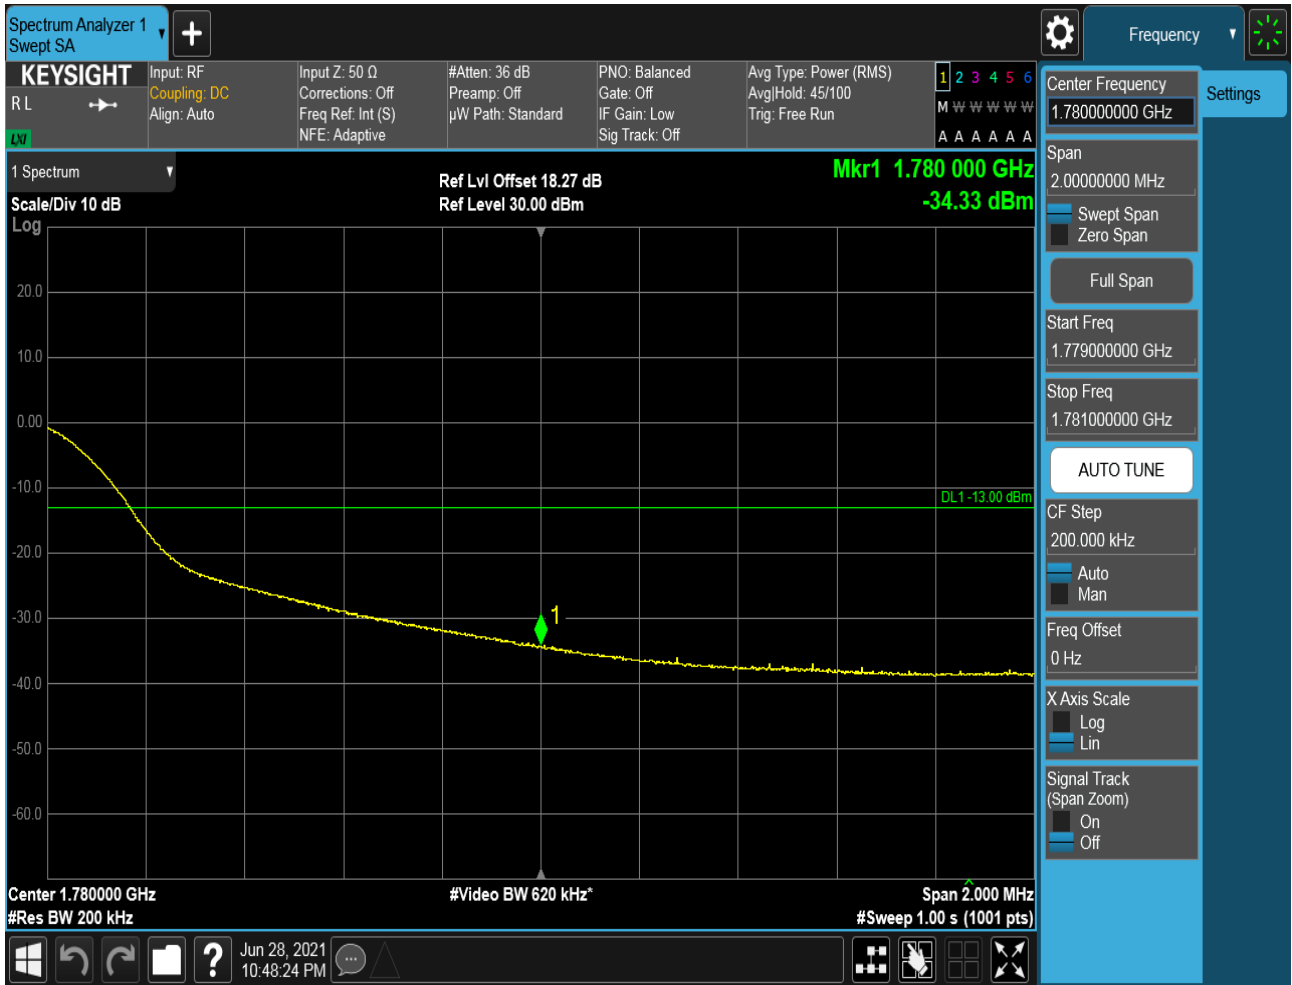 Spectrum Analyzer 1
Swept SA
Frequency
KEYSIGHT
R L
LXI
Input: RF
Coupling: DC
Align: Auto
Input Z: 50 Ω
Corrections: Off
Freq Ref: Int (S)
NFE: Adaptive
#Atten: 36 dB
Preamp: Off
µW Path: Standard
PNO: Balanced
Gate: Off
IF Gain: Low
Sig Track: Off
Avg Type: Power (RMS)
Avg|Hold: 45/100
Trig: Free Run
1 2 3 4 5 6
M W W W W W
A A A A A A
1 Spectrum
Scale/Div 10 dB
Log
Ref Lvl Offset 18.27 dB
Ref Level 30.00 dBm
Mkr1 1.780 000 GHz
-34.33 dBm
20.0
10.0
0.00
-10.0
-20.0
-30.0
-40.0
-50.0
-60.0
DL1 -13.00 dBm
1
Center 1.780000 GHz
#Video BW 620 kHz*
Span 2.000 MHz
#Res BW 200 kHz
#Sweep 1.00 s (1001 pts)
Jun 28, 2021
10:48:24 PM
Center Frequency
1.780000000 GHz
Settings
Span
2.00000000 MHz
Swept Span
Zero Span
Full Span
Start Freq
1.779000000 GHz
Stop Freq
1.781000000 GHz
AUTO TUNE
CF Step
200.000 kHz
Auto
Man
Freq Offset
0 Hz
X Axis Scale
Log
Lin
Signal Track
(Span Zoom)
On
Off